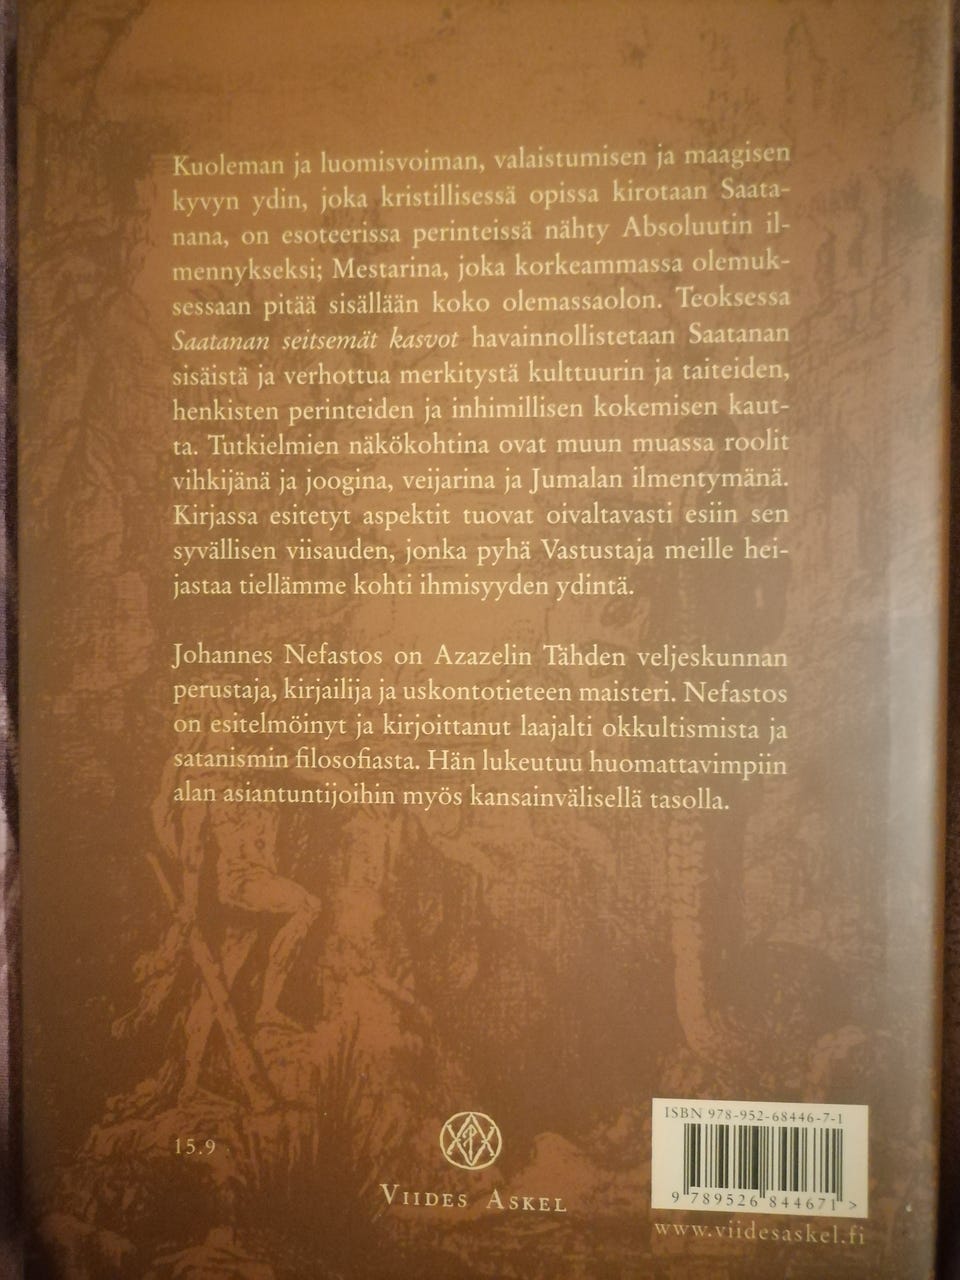 Kuoleman ja luomisvoiman, valaistumisen ja maagisen
kyvyn ydin, joka kristillisessä opissa kirotaan Saata-
nana, on esoteerissa perinteissä nähty Absoluutin il-
mennykseksi; Mestarina, joka korkeammassa olemuk-
sessaan pitää sisällään koko olemassaolon. Teoksessa
Saatanan seitsemät kasvot havainnollistetaan Saatanan
sisäistä ja verhottua merkitystä kulttuurin ja taiteiden,
henkisten perinteiden ja inhimillisen kokemisen kaut-
ta. Tutkielmien näkökohtina ovat muun muassa roolit
vihkijänä ja joogina, veijarina ja Jumalan ilmentymänä.
Kirjassa esitetyt aspektit tuovat oivaltavasti esiin sen
syvällisen viisauden, jonka pyhä Vastustaja meille hei-
jastaa tiellämme kohti ihmisyyden ydintä.
Johannes Nefastos on Azazelin Tähden veljeskunnan
perustaja, kirjailija ja uskontotieteen maisteri. Nefastos
on esitelmöinyt ja kirjoittanut laajalti okkultismista ja
satanismin filosofiasta. Hän lukeutuu huomattavimpiin
alan asiantuntijoihin myös kansainvälisellä tasolla.
15.9
Viides Askel
ISBN 978-952-68446-7-1
9 789526 844671 >
www.viidesaskel.fi